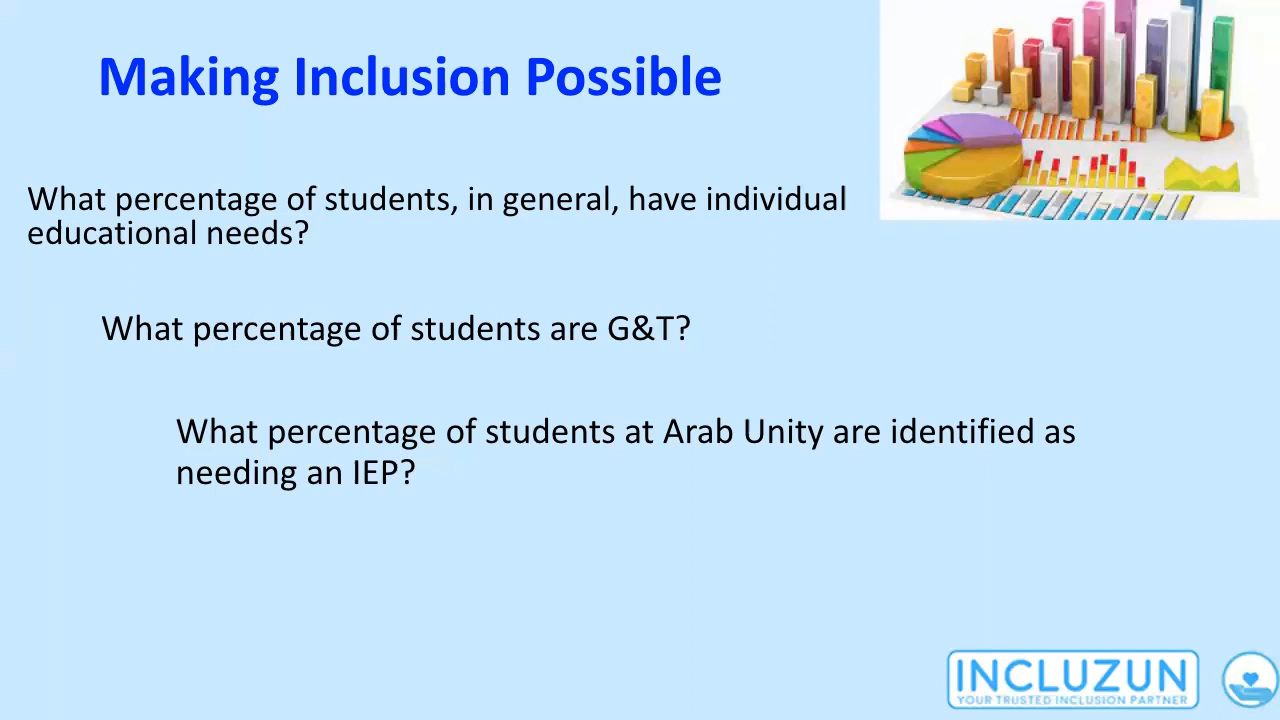 Making Inclusion Possible
What percentage of students, in general, have individual
educational needs?
What percentage of students are G&T?
What percentage of students at Arab Unity are identified as
needing an IEP?
INCLUZUN
YOUR TRUSTED INCLUSION PARTNER